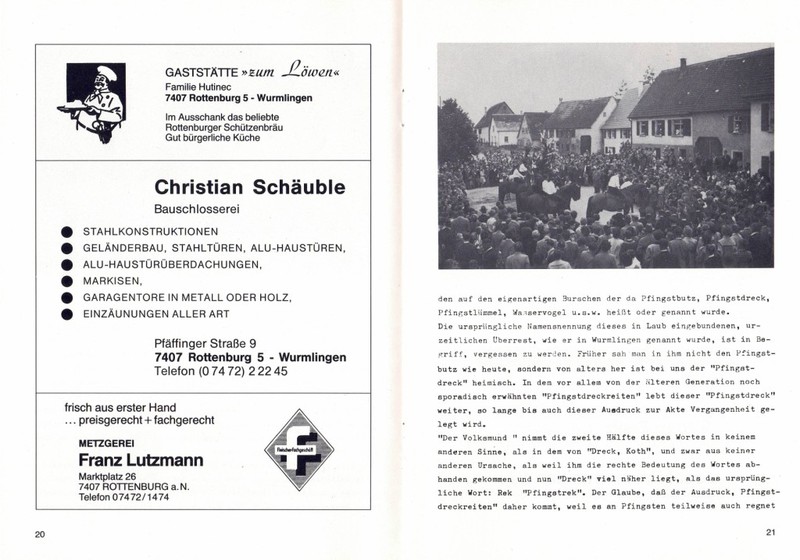 GASTSTÄTTE »zum Löwen«
Familie Hutinec
7407 Rottenburg 5 - Wurmlingen
Im Ausschank das beliebte
Rottenburger Schützenbräu
Gut bürgerliche Küche
Christian Schäuble
Bauschlosserei
STAHLKONSTRUKTIONEN
GELÄNDERBAU, STAHLTÜREN, ALU-HAUSTÜREN,
ALU-HAUSTÜRÜBERDACHUNGEN,
MARKISEN,
GARAGENTORE IN METALL ODER HOLZ,
EINZÄUNUNGEN ALLER ART
Pfäffinger Straße 9
7407 Rottenburg 5 - Wurmlingen
Telefon (0 74 72) 2 22 45
frisch aus erster Hand
... preisgerecht + fachgerecht
METZGEREI
Franz Lutzmann
Marktplatz 26
7407 ROTTENBURG a.N.
Telefon 07472/1474
f
Fleischer-Fachgeschäft
20
den auf den eigenartigen Burschen der da Pfingstbutz, Pfingstdreck,
Pfingstlümmel, Wasservogel u.s.w. heißt oder genannt wurde.
Die ursprüngliche Namensnennung dieses in Laub eingebundenen, ur-
zeitlichen Überrest, wie er in Wurmlingen genannt wurde, ist in Be-
griff, vergessen zu werden. Früher sah man in ihm nicht den Pfingst-
butz wie heute, sondern von alters her ist bei uns der "Pfingst-
dreck" heimisch. In dem vor allem von der älteren Generation noch
sporadisch erwähnten "Pfingstdreckreiten" lebt dieser "Pfingstdreck"
weiter, so lange bis auch dieser Ausdruck zur Akte Vergangenheit ge-
legt wird.
"Der Volksmund " nimmt die zweite Hälfte dieses Wortes in keinem
anderen Sinne, als in dem von "Dreck, Koth", und zwar aus keiner
anderen Ursache, als weil ihm die rechte Bedeutung des Wortes ab-
handen gekommen und nun "Dreck" viel näher liegt, als das ursprüng-
liche Wort: Rek "Pfingstrek". Der Glaube, daß der Ausdruck, Pfingst-
dreckreiten" daher kommt, weil es an Pfingsten teilweise auch regnet
21